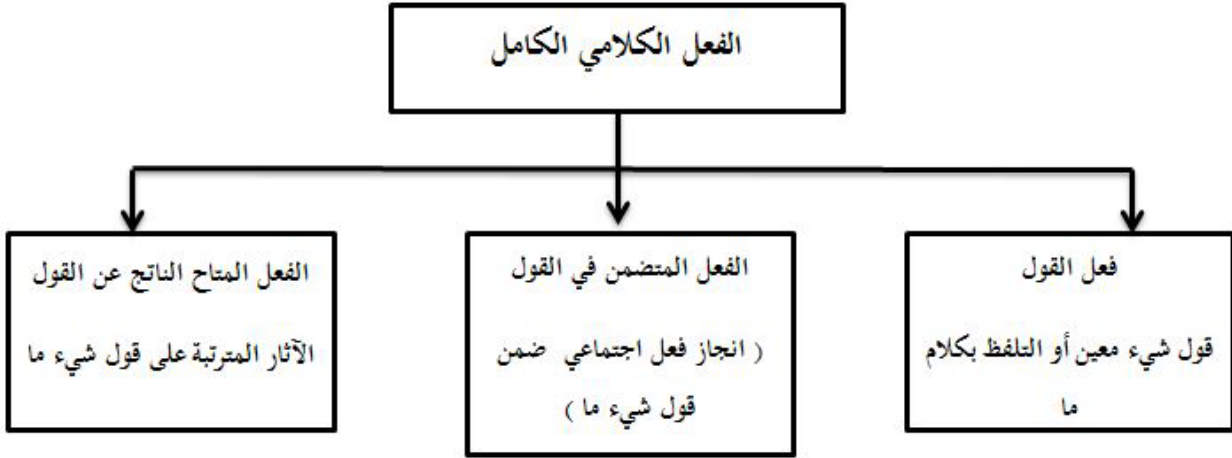 الفعل الكلامي الكامل
فعل القول
قول شيء معين أو التلفظ بكلام
ما
الفعل المتضمن في القول
( انجاز فعل اجتماعي ضمن
قول شيء ما )
الفعل المتاح الناتج عن القول
الآثار المترتبة على قول شيء ما